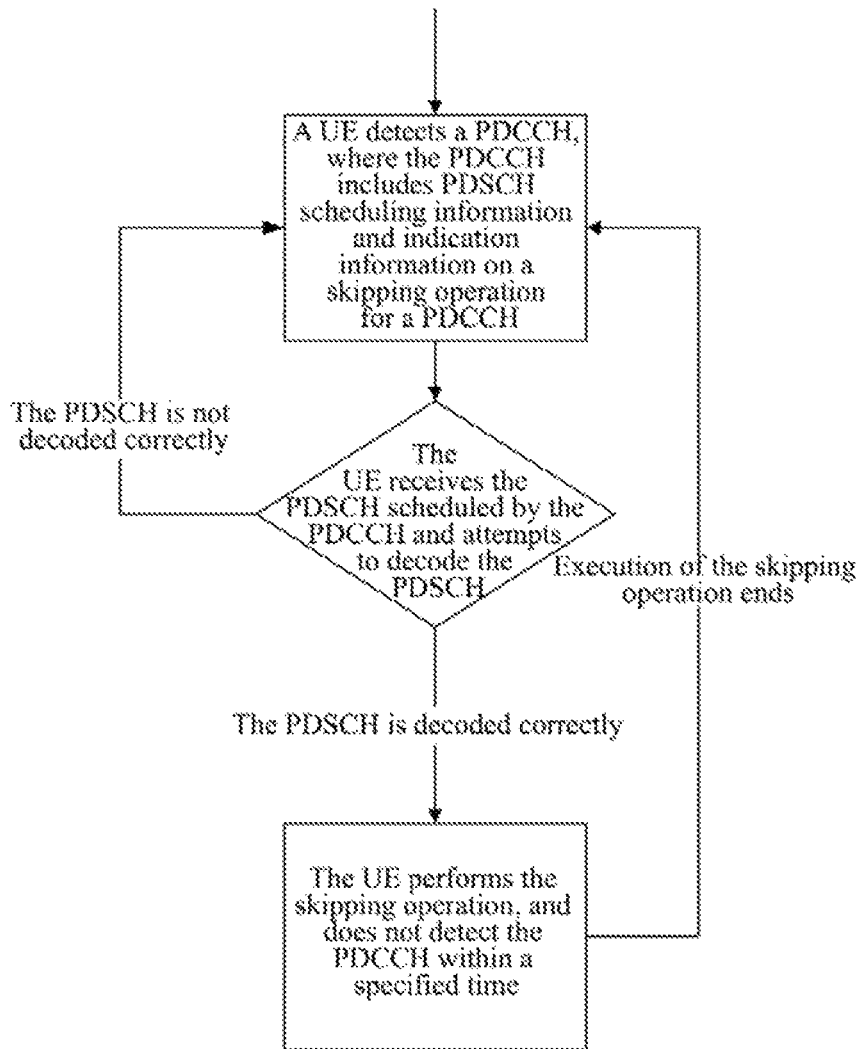 A UE detects a PDCCH,
where the PDCCH
includes PDSCH
scheduling information
and indication
information on a
skipping operation
for a PDCCH
The PDSCH is not
decoded correctly
The
UE receives the
PDSCH scheduled by the
PDCCH and attempts
to decode the
PDSCH
Execution of the skipping
operation ends
The PDSCH is decoded correctly
The UE performs the
skipping operation, and
does not detect the
PDCCH within a
specified time